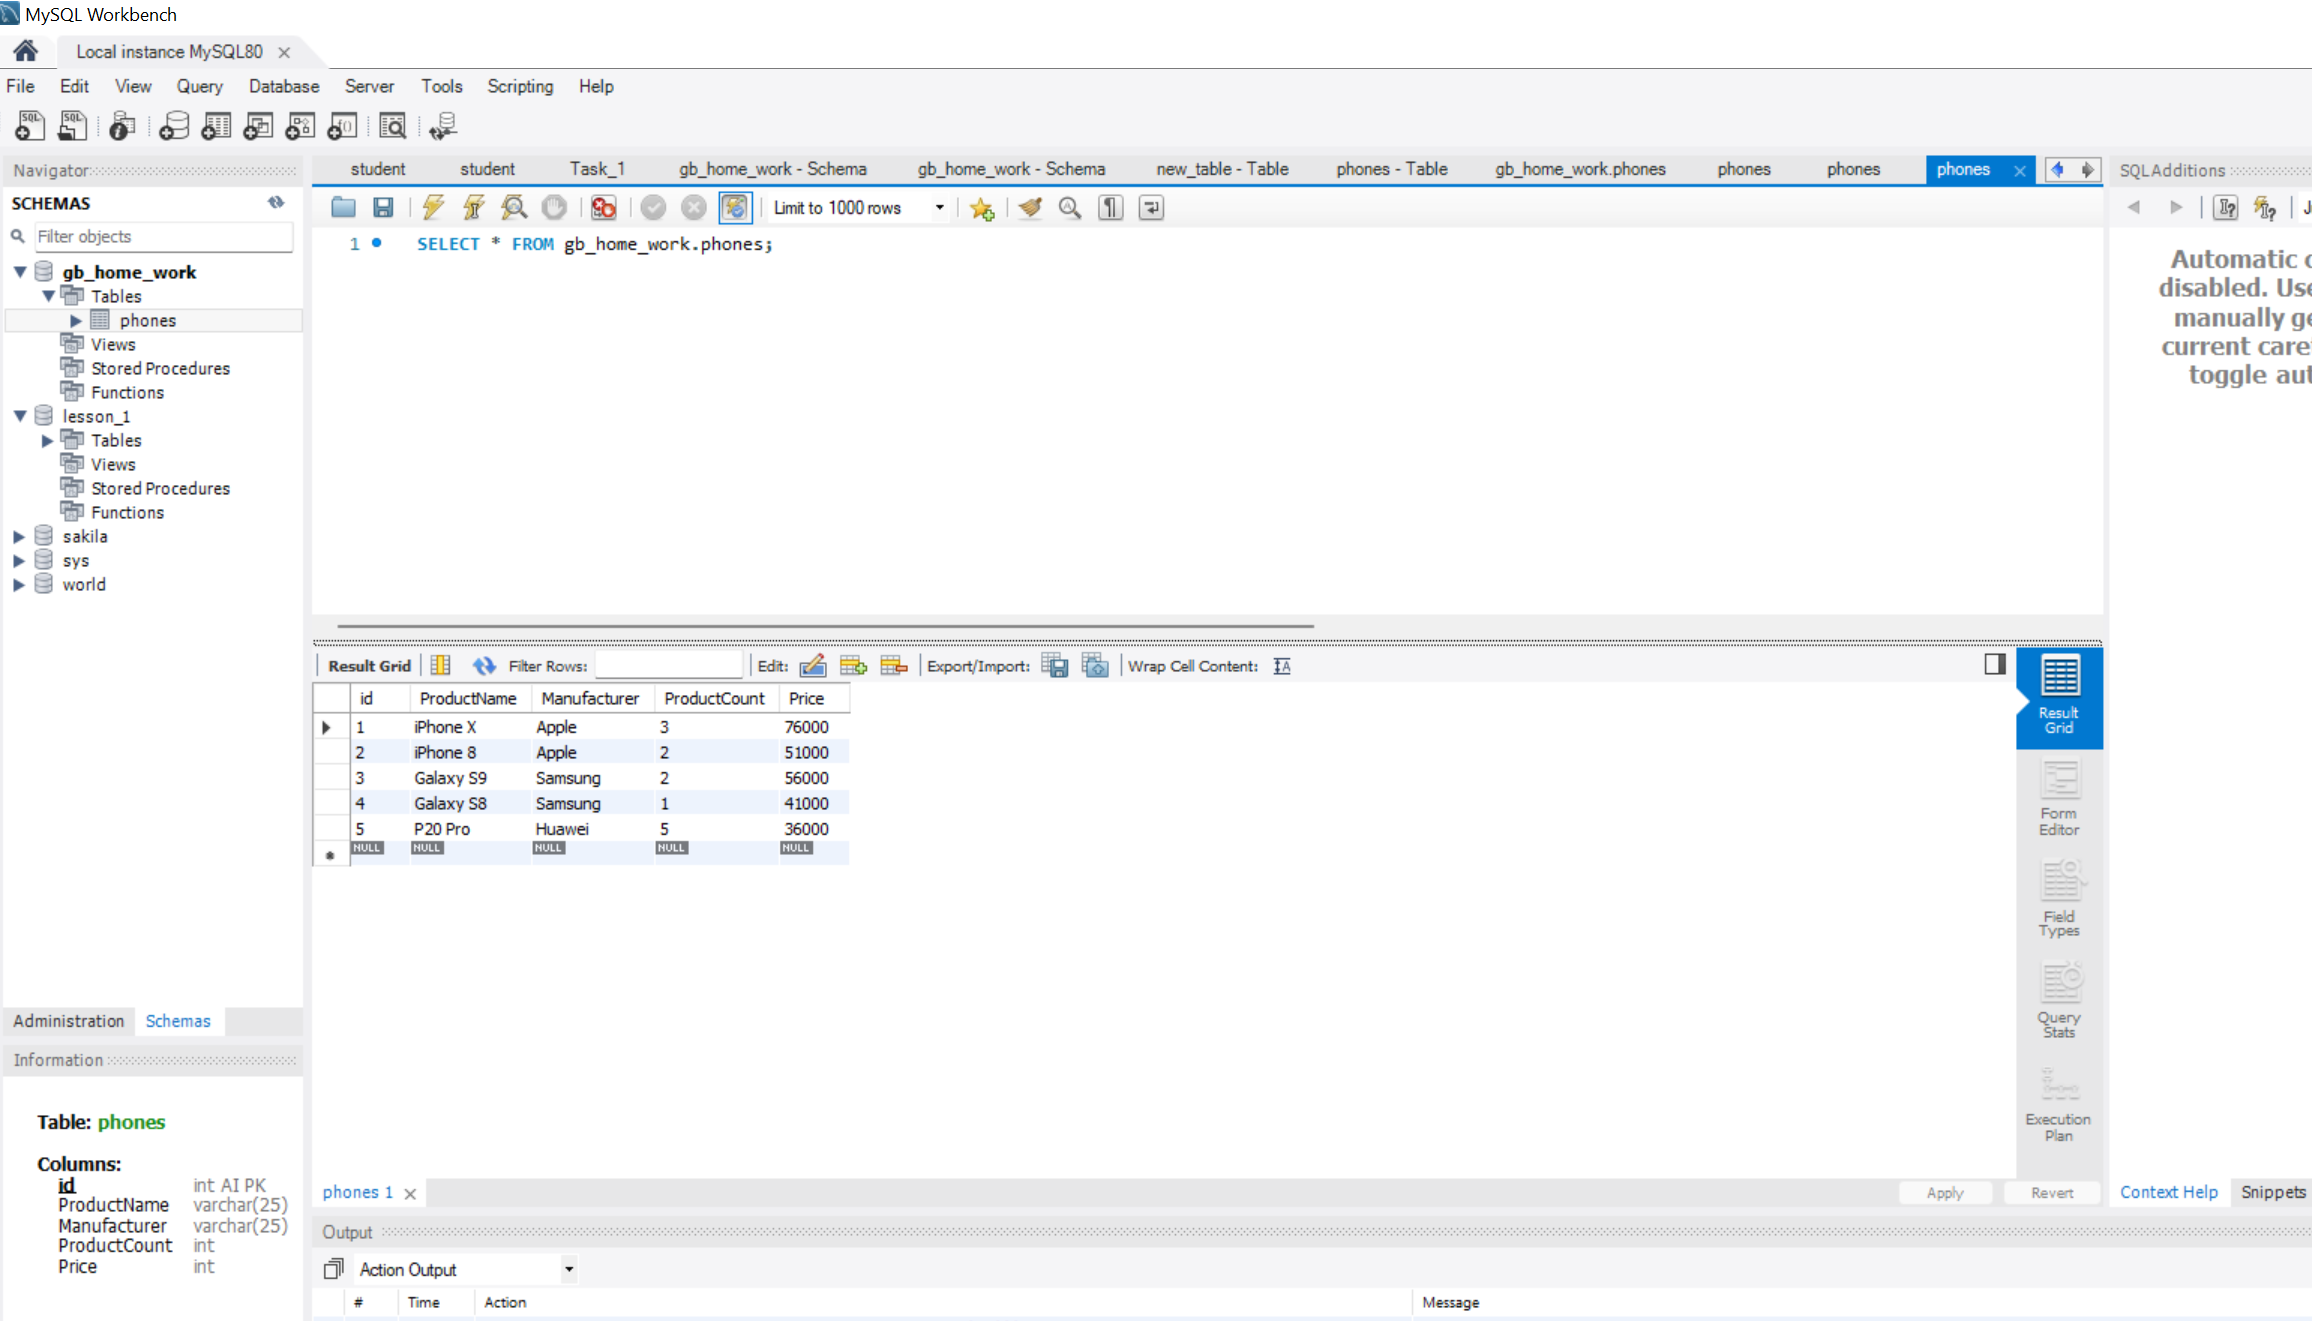 MySQL Workbench
Local instance MySQL80
File Edit View Query Database Server Tools Scripting Help
Navigator
SCHEMAS
Filter objects
gb_home_work
Tables
phones
Views
Stored Procedures
Functions
lesson_1
Tables
Views
Stored Procedures
Functions
sakila
sys
world
Administration Schemas
Information
Table: phones
Columns:
id int AI PK
ProductName varchar(25)
Manufacturer varchar(25)
ProductCount int
Price int
student student Task_1 gb_home_work - Schema gb_home_work - Schema new_table - Table phones - Table gb_home_work.phones phones phones phones
Limit to 1000 rows
1 SELECT * FROM gb_home_work.phones;
Result Grid Filter Rows: Edit: Export/Import: Wrap Cell Content:
id ProductName Manufacturer ProductCount Price
1 iPhone X Apple 3 76000
2 iPhone 8 Apple 2 51000
3 Galaxy S9 Samsung 2 56000
4 Galaxy S8 Samsung 1 41000
5 P20 Pro Huawei 5 36000
NULL NULL NULL NULL NULL
Result
Grid
Form
Editor
Field
Types
Query
Stats
Execution
Plan
phones 1
Apply Revert
Output
Action Output
# Time Action Message
SQLAdditions
Automatic
disabled. Use
manually
current
toggle
Context Help Snippets